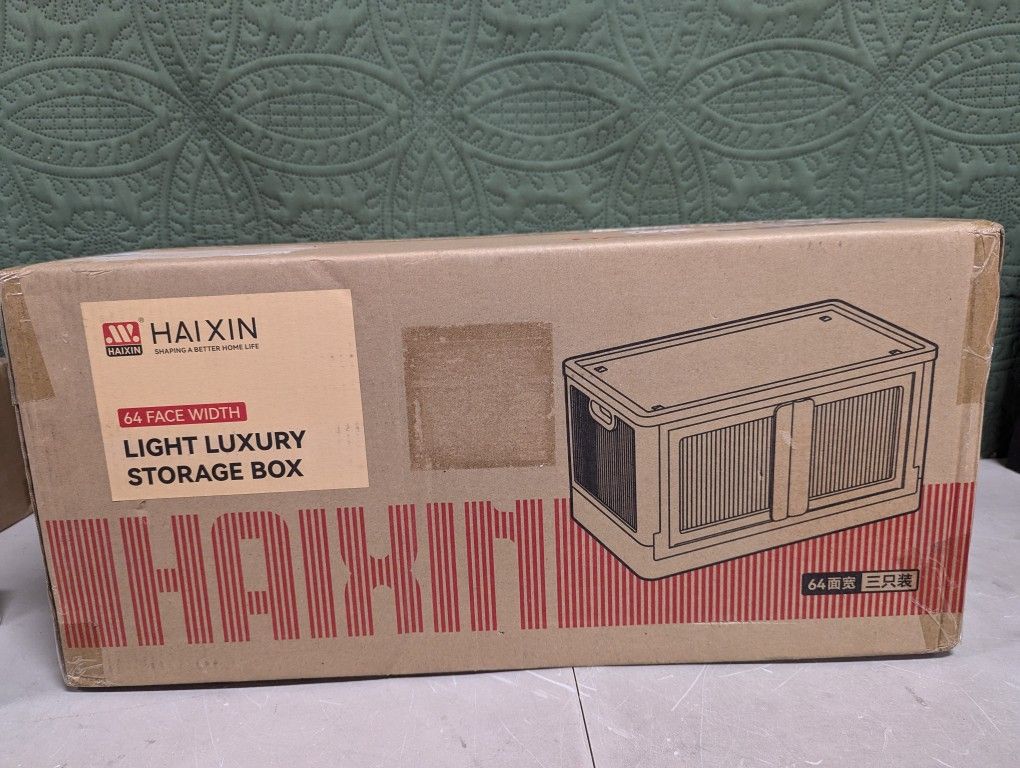 HAIXIN
HAIXIN
SHAPING A BETTER HOME LIFE
64 FACE WIDTH
LIGHT LUXURY
STORAGE BOX
HAIXIN
64面宽 三只装